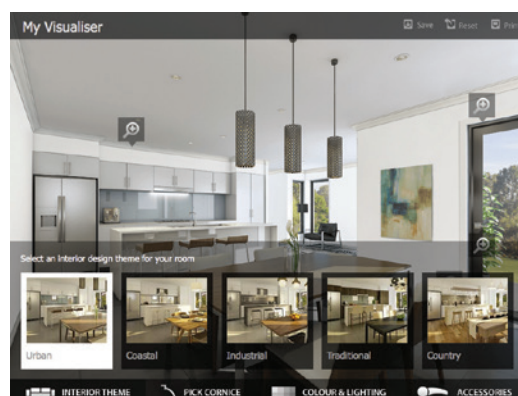 My Visualiser
Save
Reset
Print
Select an interior design theme for your room
Urban
Coastal
Industrial
Traditional
Country
INTERIOR THEME
PICK CORNICE
COLOUR & LIGHTING
ACCESSORIES